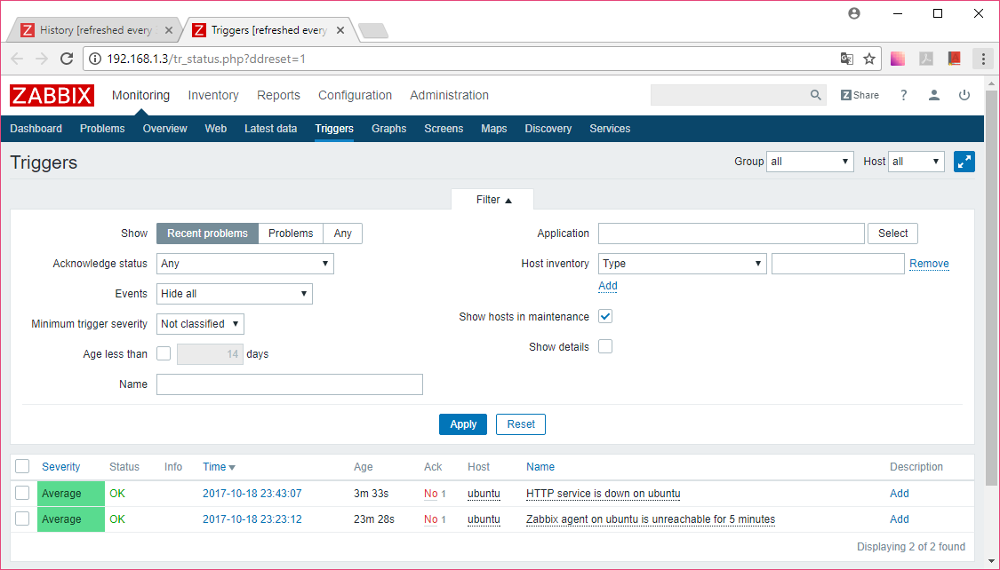 History [refreshed every
Triggers [refreshed every
192.168.1.3/tr_status.php?ddreset=1
ZABBIX Monitoring Inventory Reports Configuration Administration Z Share ?
Dashboard Problems Overview Web Latest data Triggers Graphs Screens Maps Discovery Services
Triggers Group all Host all
Filter
Show Recent problems Problems Any Application Select
Acknowledge status Any Host inventory Type Remove
Add
Events Hide all
Show hosts in maintenance
Minimum trigger severity Not classified
Show details
Age less than 14 days
Name
Apply Reset
Severity Status Info Time Age Ack Host Name Description
Average OK 2017-10-18 23:43:07 3m 33s No 1 ubuntu HTTP service is down on ubuntu Add
Average OK 2017-10-18 23:23:12 23m 28s No 1 ubuntu Zabbix agent on ubuntu is unreachable for 5 minutes Add
Displaying 2 of 2 found